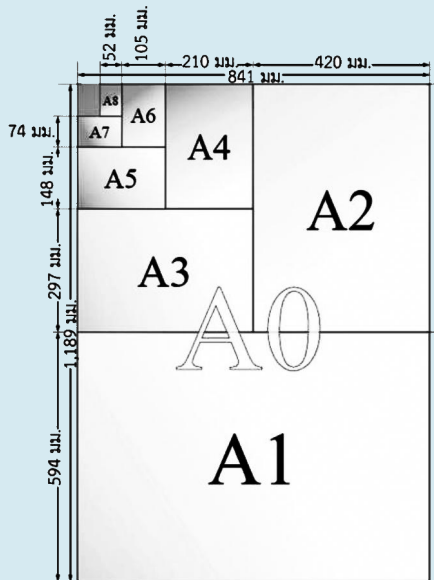 52 มม.
105 มม.
210 มม.
420 มม.
841 มม.
74 มม.
148 มม.
297 มม.
1,189 มม.
594 มม.
A8
A7
A6
A5
A4
A3
A2
A0
A1